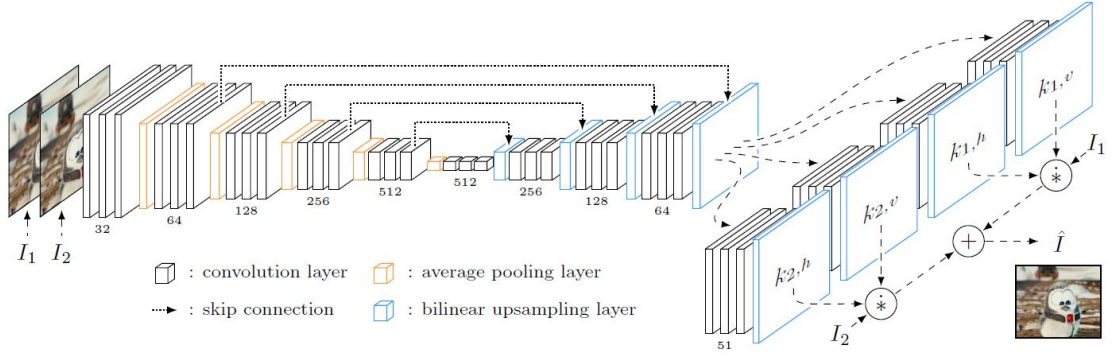 I₁ I₂
32
64
128
256
512
512
256
128
64
51
k₂,ₕ
k₂,ᵥ
k₁,ₕ
k₁,ᵥ
I₁
I₂
*
*
+
Î
: convolution layer
: average pooling layer
: skip connection
: bilinear upsampling layer